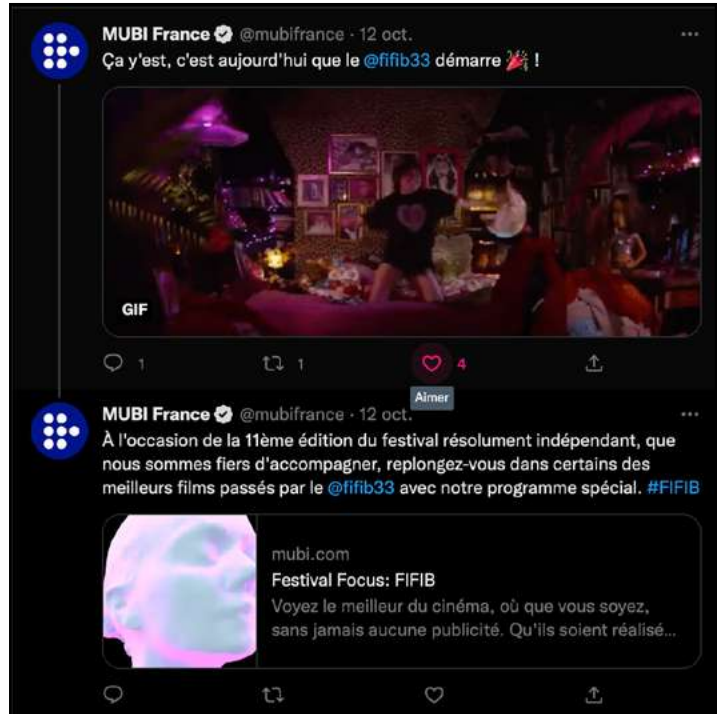 MUBI France @mubifrance · 12 oct.
Ça y'est, c'est aujourd'hui que le @fifib33 démarre 🎉 !
GIF
1
1
4
Aimer
MUBI France @mubifrance · 12 oct.
À l'occasion de la 11ème édition du festival résolument indépendant, que
nous sommes fiers d'accompagner, replongez-vous dans certains des
meilleurs films passés par le @fifib33 avec notre programme spécial. #FIFIB
mubi.com
Festival Focus: FIFIB
Voyez le meilleur du cinéma, où que vous soyez,
sans jamais aucune publicité. Qu'ils soient réalisé...